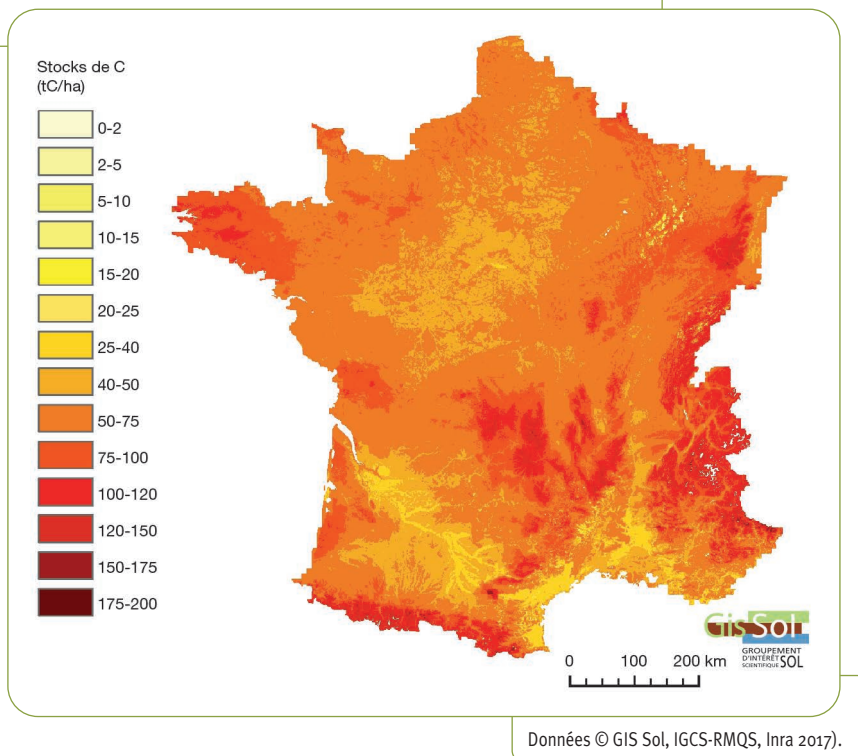 Stocks de C
(tC/ha)
0-2
2-5
5-10
10-15
15-20
20-25
25-40
40-50
50-75
75-100
100-120
120-150
150-175
175-200
Gis Sol
GROUPEMENT
D'INTÉRÊT
SCIENTIFIQUE SOL
0 100 200 km
Données © GIS Sol, IGCS-RMQS, Inra 2017).